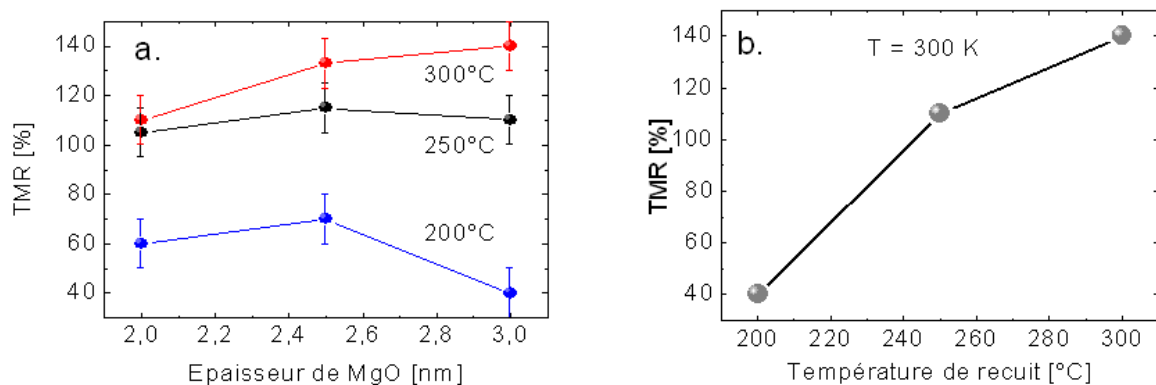 a.
TMR [%]
140
120
100
80
60
40
300°C
250°C
200°C
2,0
2,2
2,4
2,6
2,8
3,0
Epaisseur de MgO [nm]
b.
T = 300 K
TMR [%]
140
120
100
80
60
40
200
220
240
260
280
300
Température de recuit [°C]